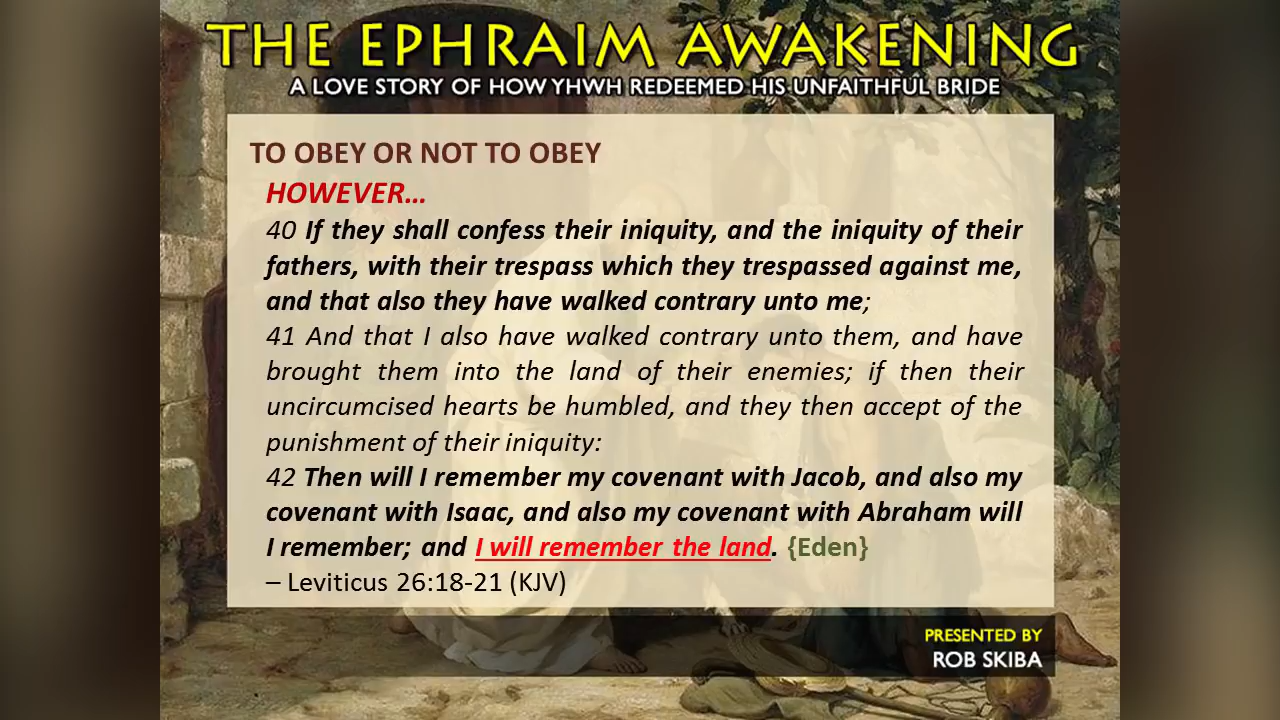 THE EPHRAIM AWAKENING
A LOVE STORY OF HOW YHWH REDEEMED HIS UNFAITHFUL BRIDE
TO OBEY OR NOT TO OBEY
HOWEVER…
40 If they shall confess their iniquity, and the iniquity of their
fathers, with their trespass which they trespassed against me,
and that also they have walked contrary unto me;
41 And that I also have walked contrary unto them, and have
brought them into the land of their enemies; if then their
uncircumcised hearts be humbled, and they then accept of the
punishment of their iniquity:
42 Then will I remember my covenant with Jacob, and also my
covenant with Isaac, and also my covenant with Abraham will
I remember; and I will remember the land. {Eden}
– Leviticus 26:18-21 (KJV)
PRESENTED BY
ROB SKIBA